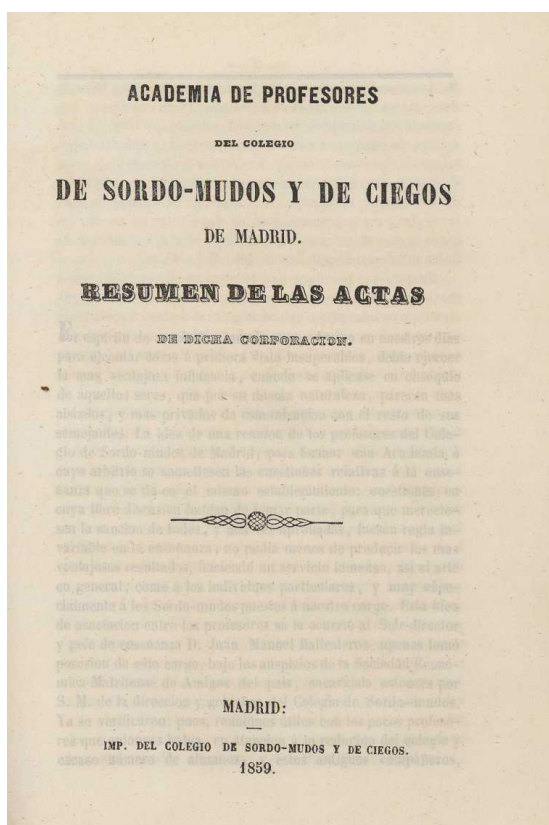 ACADEMIA DE PROFESORES
DEL COLEGIO
DE SORDO-MUDOS Y DE CIEGOS
DE MADRID.
RESUMEN DE LAS ACTAS
DE DICHA CORPORACION.
MADRID:
IMP. DEL COLEGIO DE SORDO-MUDOS Y DE CIEGOS.
1859.